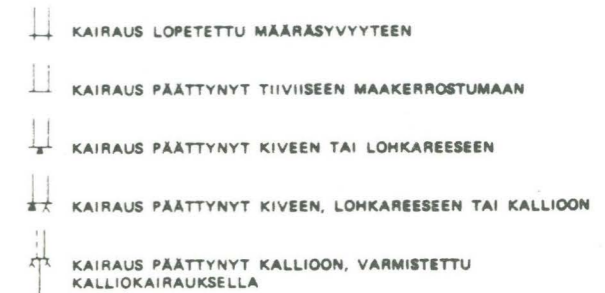 KAIRAUS LOPETETTU MÄÄRÄSYVYYTEEN
KAIRAUS PÄÄTTYNYT TIIVIISEEN MAAKERROSTUMAAN
KAIRAUS PÄÄTTYNYT KIVEEN TAI LOHKAREESEEN
KAIRAUS PÄÄTTYNYT KIVEEN, LOHKAREESEEN TAI KALLIOON
KAIRAUS PÄÄTTYNYT KALLIOON, VARMISTETTU
KALLIOKAIRAUKSELLA